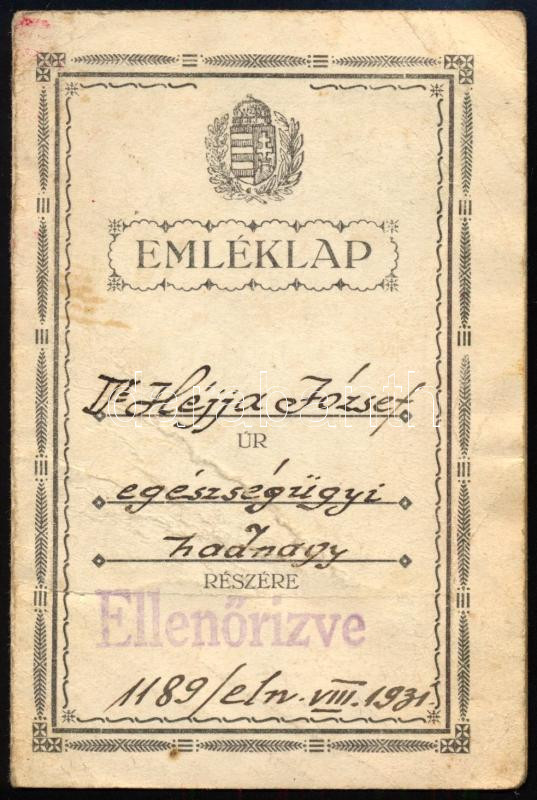 EMLÉKLAP
Dr Héjja József
ÚR
egészségügyi
hadnagy
RÉSZÉRE
Ellenőrizve
1189/eln. VIII. 1931.